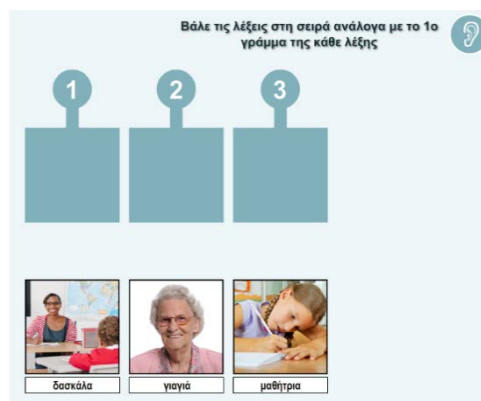 Βάλε τις λέξεις στη σειρά ανάλογα με το 1ο
γράμμα της κάθε λέξης
1 2 3
δασκάλα γιαγιά μαθήτρια